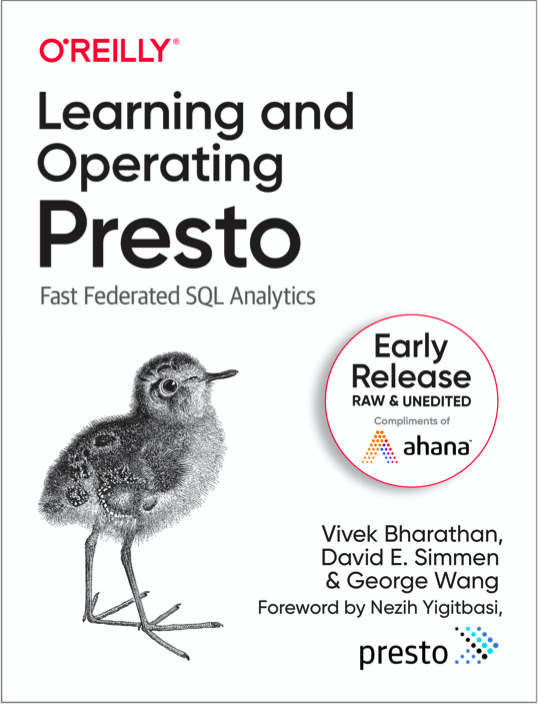 O'REILLY®
Learning and
Operating
Presto
Fast Federated SQL Analytics
Early
Release
RAW & UNEDITED
Compliments of
ahana™
Vivek Bharathan,
David E. Simmen
& George Wang
Foreword by Nezih Yigitbasi,
presto